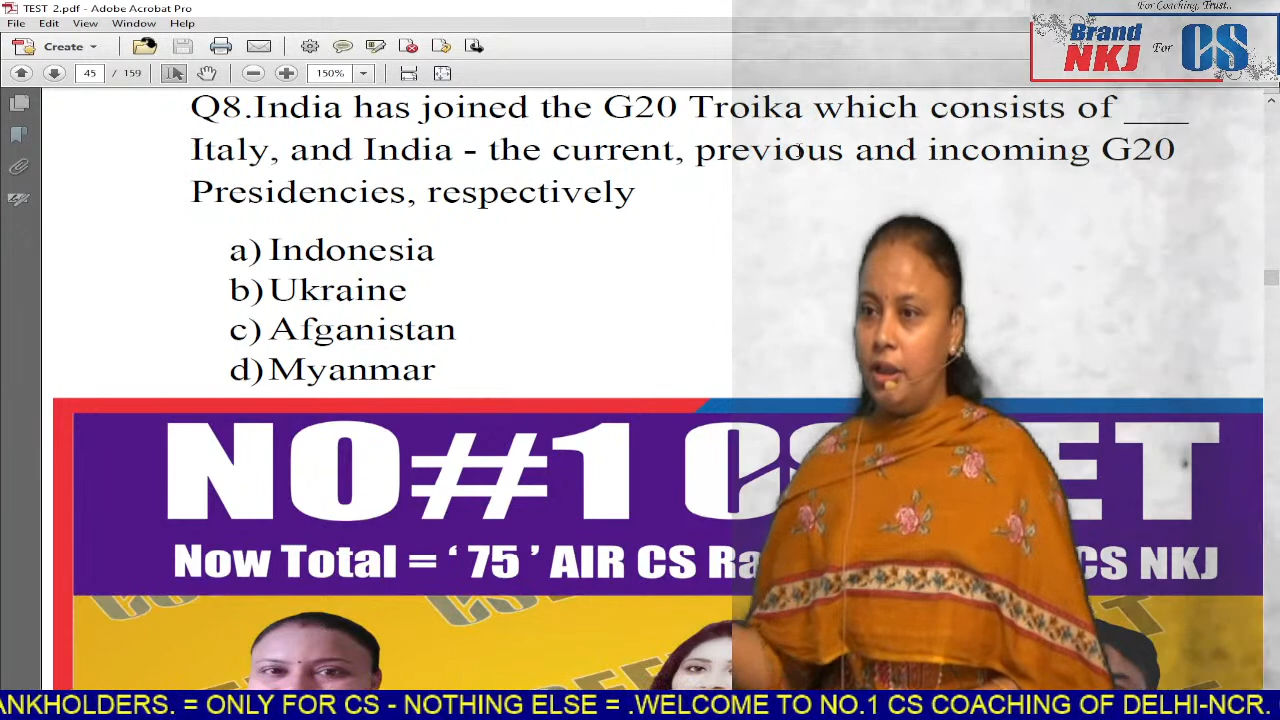 TEST 2.pdf - Adobe Acrobat Pro
File Edit View Window Help
Create
45 / 159 150%
For Coaching, Trust..
Brand NKJ For CS
Q8.India has joined the G20 Troika which consists of ____
Italy, and India - the current, previous and incoming G20
Presidencies, respectively
a) Indonesia
b) Ukraine
c) Afganistan
d) Myanmar
NO#1
Now Total = ‘ 75 ’ AIR CS CS NKJ
= ONLY FOR CS - NOTHING ELSE = .WELCOME TO NO.1 CS COACHING OF DELHI-NCR.